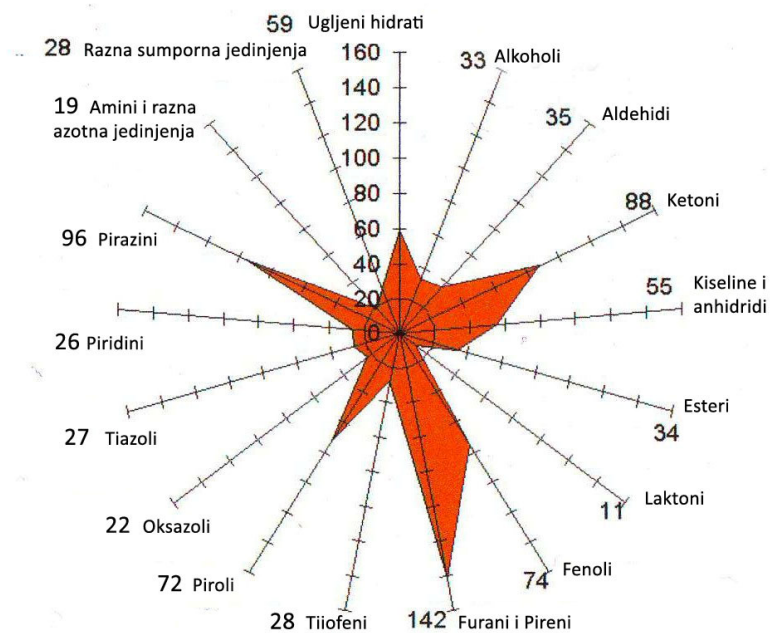 59 Ugljeni hidrati
28 Razna sumporna jedinjenja
160
33 Alkoholi
140
19 Amini i razna
azotna jedinjenja
35 Aldehidi
120
100
80
88 Ketoni
96 Pirazini
60
40
55 Kiseline i
anhidridi
20
0
26 Piridini
27 Tiazoli
Esteri
34
22 Oksazoli
Laktoni
11
72 Piroli
Fenoli
74
28 Tiiofeni
142 Furani i Pireni